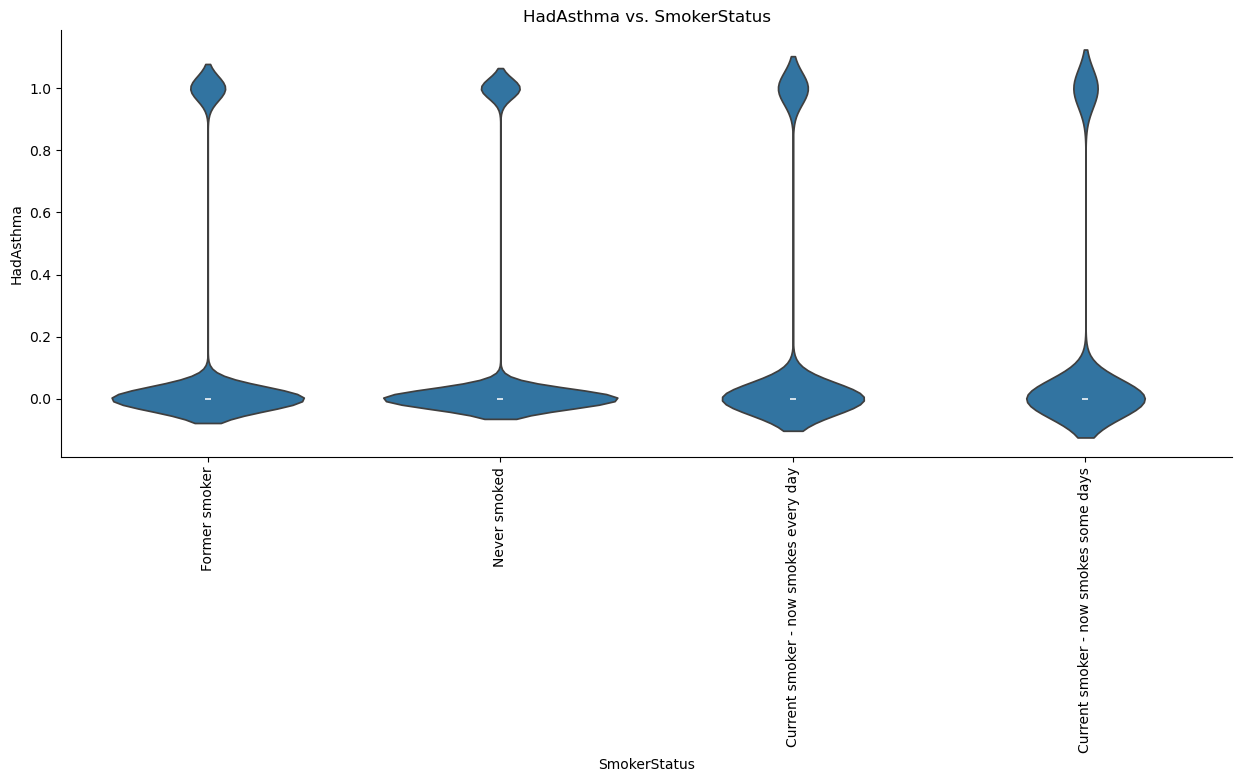 HadAsthma vs. SmokerStatus
HadAsthma
1.0
0.8
0.6
0.4
0.2
0.0
Former smoker
Never smoked
Current smoker - now smokes every day
Current smoker - now smokes some days
SmokerStatus